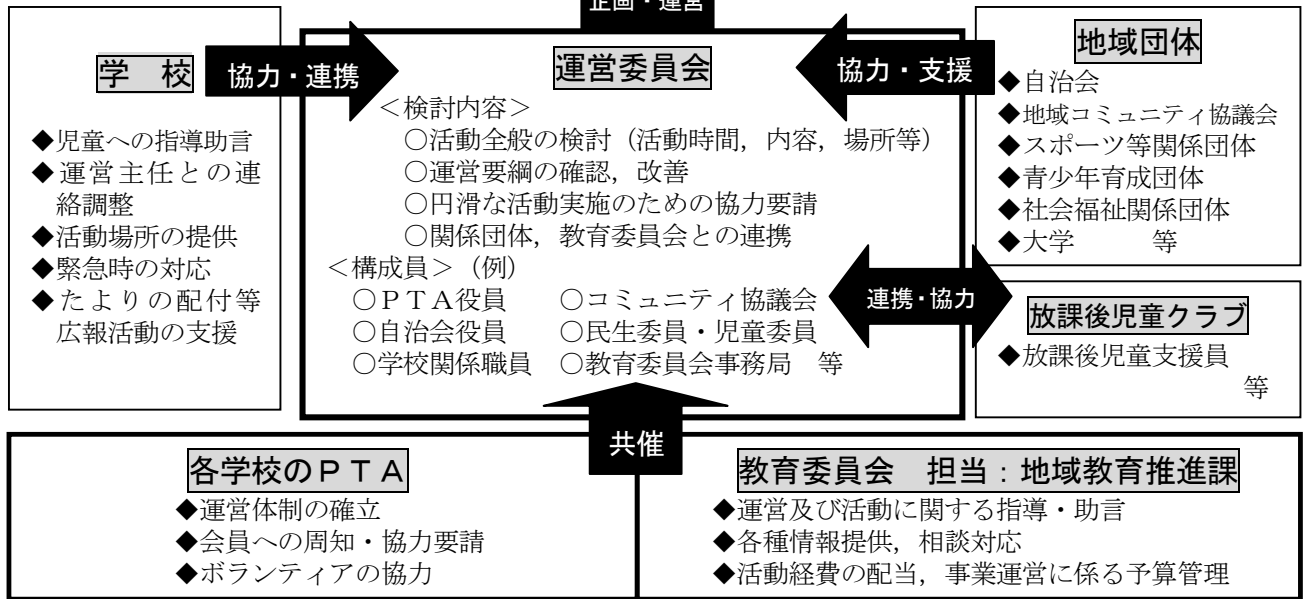 企画・運営
学　校
協力・連携
◆児童への指導助言
◆運営主任との連
絡調整
◆活動場所の提供
◆緊急時の対応
◆たよりの配付等
広報活動の支援
運営委員会
＜検討内容＞
○活動全般の検討（活動時間，内容，場所等）
○運営要綱の確認，改善
○円滑な活動実施のための協力要請
○関係団体，教育委員会との連携
＜構成員＞（例）
○ＰＴＡ役員　○コミュニティ協議会
○自治会役員　○民生委員・児童委員
○学校関係職員　○教育委員会事務局　等
協力・支援
地域団体
◆自治会
◆地域コミュニティ協議会
◆スポーツ等関係団体
◆青少年育成団体
◆社会福祉関係団体
◆大学　　等
連携・協力
放課後児童クラブ
◆放課後児童支援員
等
共催
各学校のＰＴＡ
◆運営体制の確立
◆会員への周知・協力要請
◆ボランティアの協力
教育委員会　担当：地域教育推進課
◆運営及び活動に関する指導・助言
◆各種情報提供，相談対応
◆活動経費の配当，事業運営に係る予算管理